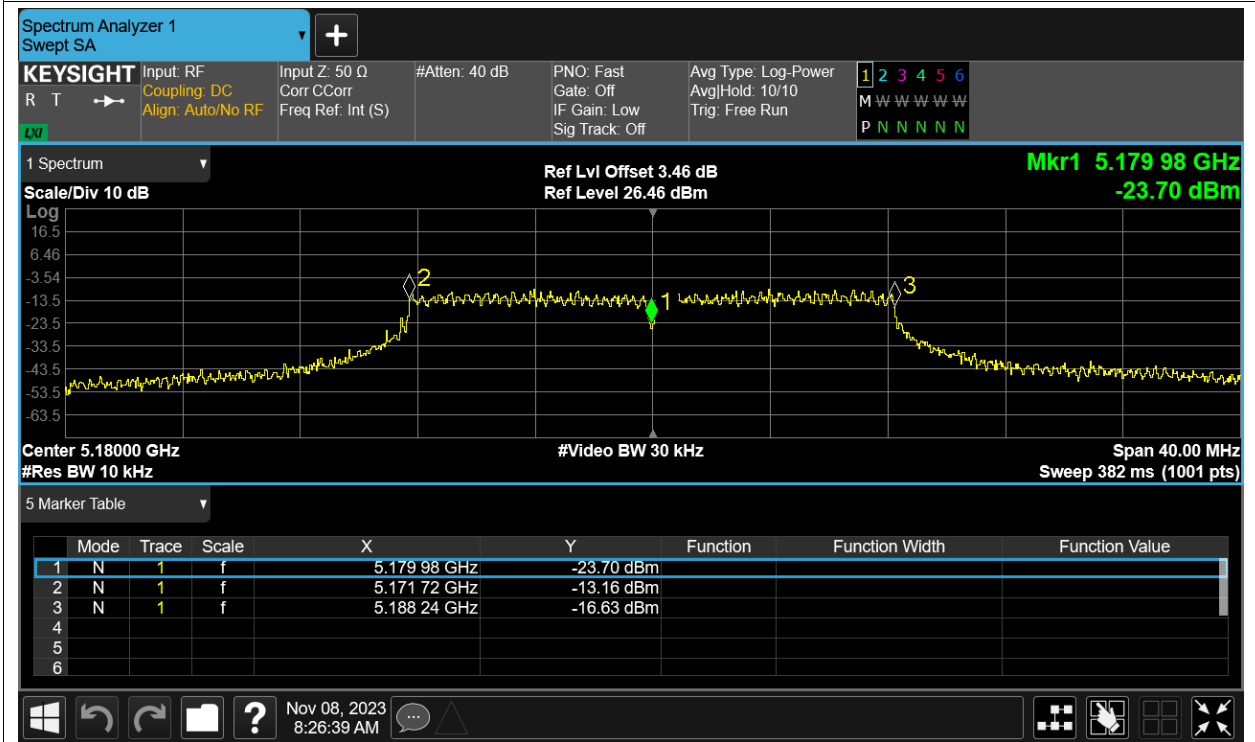 Spectrum Analyzer 1
Swept SA
+
KEYSIGHT Input: RF Input Z: 50 Ω #Atten: 40 dB PNO: Fast Avg Type: Log-Power 1 2 3 4 5 6
R T Coupling: DC Corr CCorr Gate: Off Avg|Hold: 10/10 M W W W W W
Align: Auto/No RF Freq Ref: Int (S) IF Gain: Low Trig: Free Run
LXI Sig Track: Off P N N N N N
1 Spectrum Ref Lvl Offset 3.46 dB Mkr1 5.179 98 GHz
Scale/Div 10 dB Ref Level 26.46 dBm -23.70 dBm
Log
16.5
6.46
-3.54
2
3
-13.5
1
-23.5
-33.5
-43.5
-53.5
-63.5
Center 5.18000 GHz #Video BW 30 kHz Span 40.00 MHz
#Res BW 10 kHz Sweep 382 ms (1001 pts)
5 Marker Table
Mode Trace Scale X Y Function Function Width Function Value
1 N 1 f 5.179 98 GHz -23.70 dBm
2 N 1 f 5.171 72 GHz -13.16 dBm
3 N 1 f 5.188 24 GHz -16.63 dBm
4
5
6
? Nov 08, 2023
8:26:39 AM